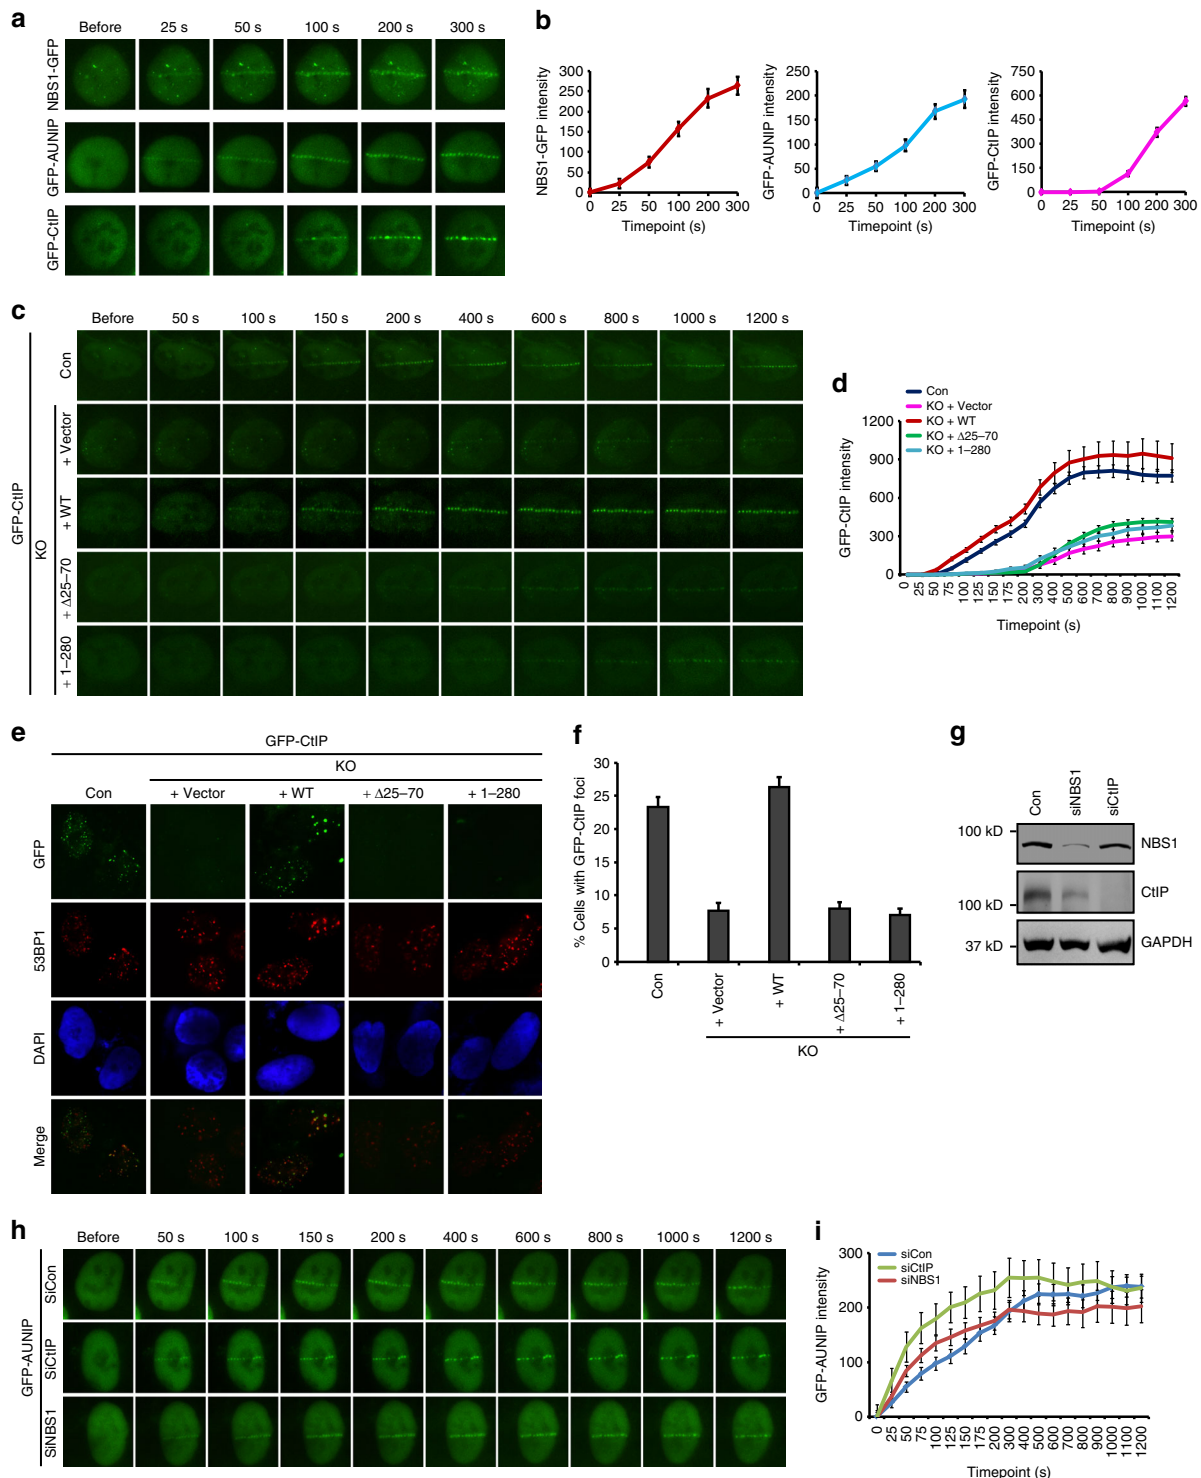 a
Before 25 s 50 s 100 s 200 s 300 s
NBS1-GFP
GFP-AUNIP
GFP-CtIP
b
NBS1-GFP intensity
300
250
200
150
100
50
0
0 25 50 100 200 300
Timepoint (s)
GFP-AUNIP intensity
250
200
150
100
50
0
0 25 50 100 200 300
Timepoint (s)
GFP-CtIP intensity
750
600
450
300
150
0
0 25 50 100 200 300
Timepoint (s)
c
Before 50 s 100 s 150 s 200 s 400 s 600 s 800 s 1000 s 1200 s
GFP-CtIP
KO
Con
+ Vector
+ WT
+ Δ25–70
+ 1–280
d
Con
KO + Vector
KO + WT
KO + Δ25–70
KO + 1–280
GFP-CtIP intensity
1200
900
600
300
0
0 25 50 75 100 125 150 175 200 300 400 500 600 700 800 900 1000 1100 1200
Timepoint (s)
e
GFP-CtIP
KO
Con + Vector + WT + Δ25–70 + 1–280
GFP
53BP1
DAPI
Merge
f
% Cells with GFP-CtIP foci
30
25
20
15
10
5
0
Con + Vector + WT + Δ25–70 + 1–280
KO
g
Con siNBS1 siCtIP
100 kD NBS1
CtIP
100 kD
37 kD GAPDH
h
Before 50 s 100 s 150 s 200 s 400 s 600 s 800 s 1000 s 1200 s
GFP-AUNIP
SiCon
SiCtIP
SiNBS1
i
siCon
siCtIP
siNBS1
GFP-AUNIP intensity
300
200
100
0
0 25 50 75 100 125 150 175 200 300 400 500 600 700 800 900 1000 1100 1200
Timepoint (s)